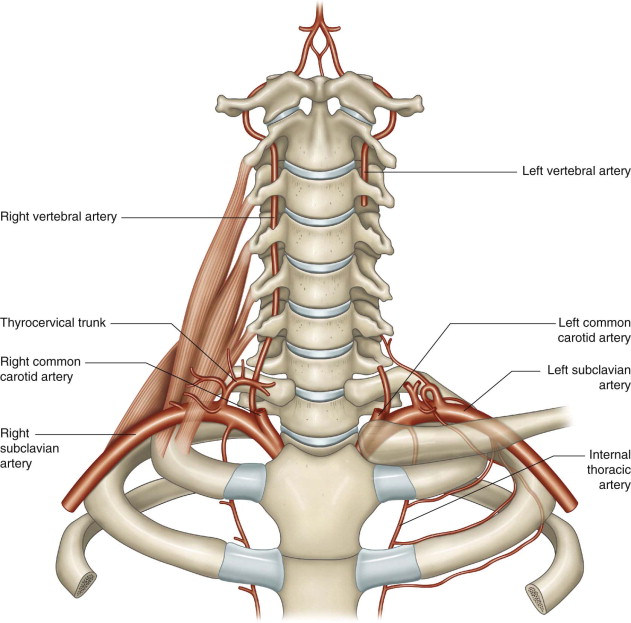 Left vertebral artery
Right vertebral artery
Thyrocervical trunk
Left common
carotid artery
Right common
carotid artery
Left subclavian
artery
Right
subclavian
artery
Internal
thoracic
artery